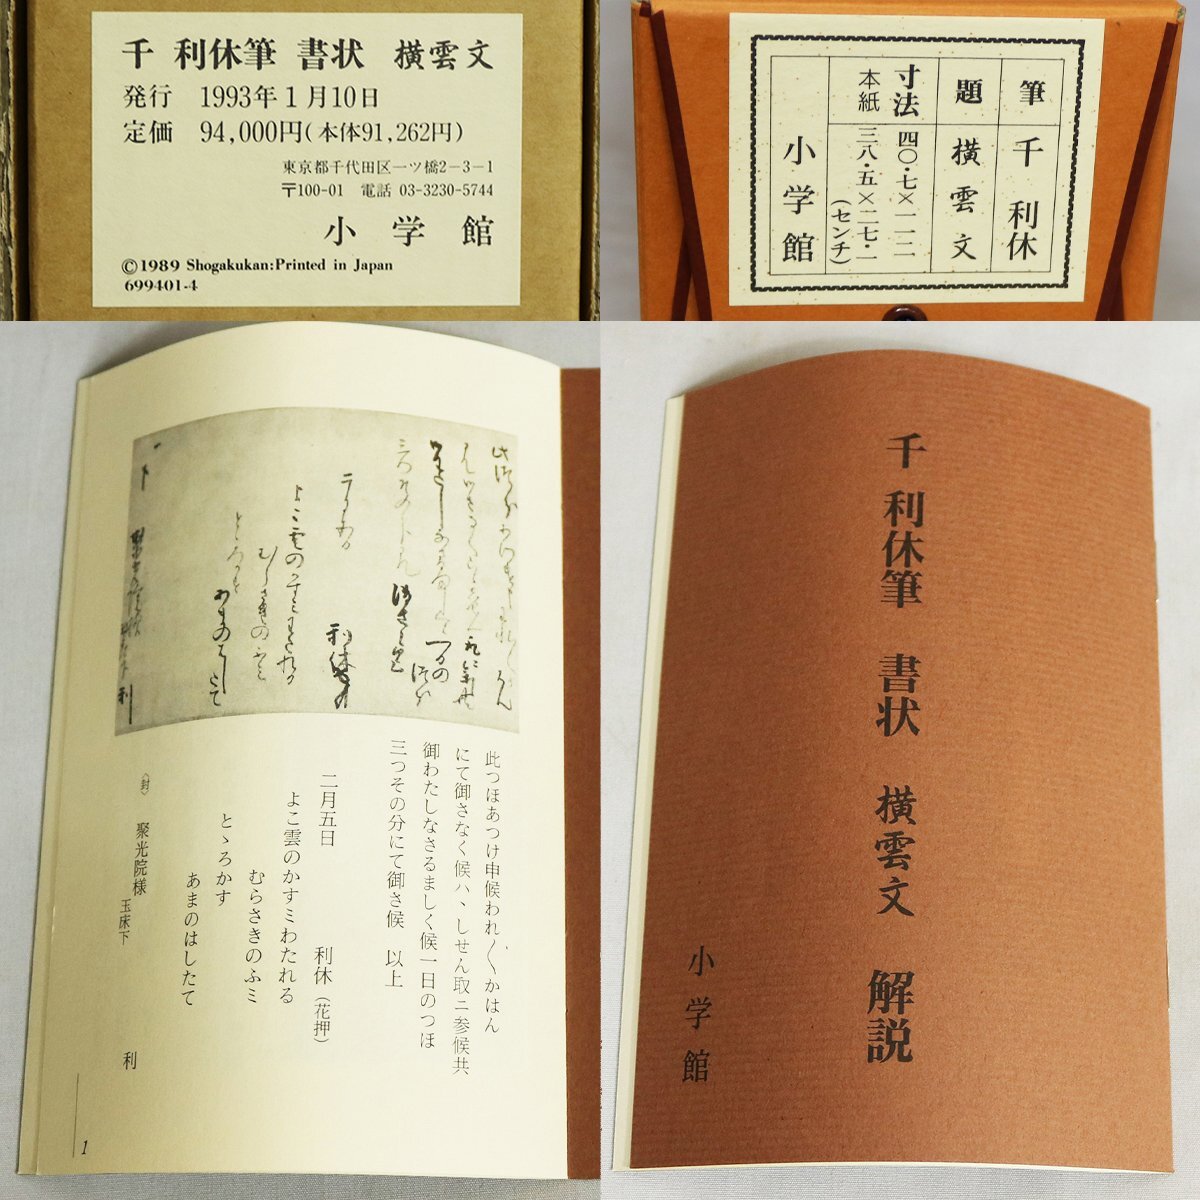 千 利休筆 書状 横雲文
発行 1993年1月10日
定価 94,000円(本体91,262円)
東京都千代田区一ツ橋2-3-1
〒100-01 電話 03-3230-5744
小学館
©1989 Shogakukan:Printed in Japan
699401-4
筆 千 利休
題 横雲文
寸法 四〇・七×一一二
本紙 三八・五×二七・一
(センチ)
小学館
此つほあつけ申候われ〳〵かはん
にて御さなく候ハヽしせん取ニ参候共
御わたしなさるましく候一日のつほ
三つその分にて御さ候 以上
二月五日 利休(花押)
よこ雲のかすミわたれる
むらさきのふミ
とゝろかす
あまのはしたて
〈封〉 聚光院様 玉床下 利
1
千 利休筆 書状 横雲文 解説
小学館